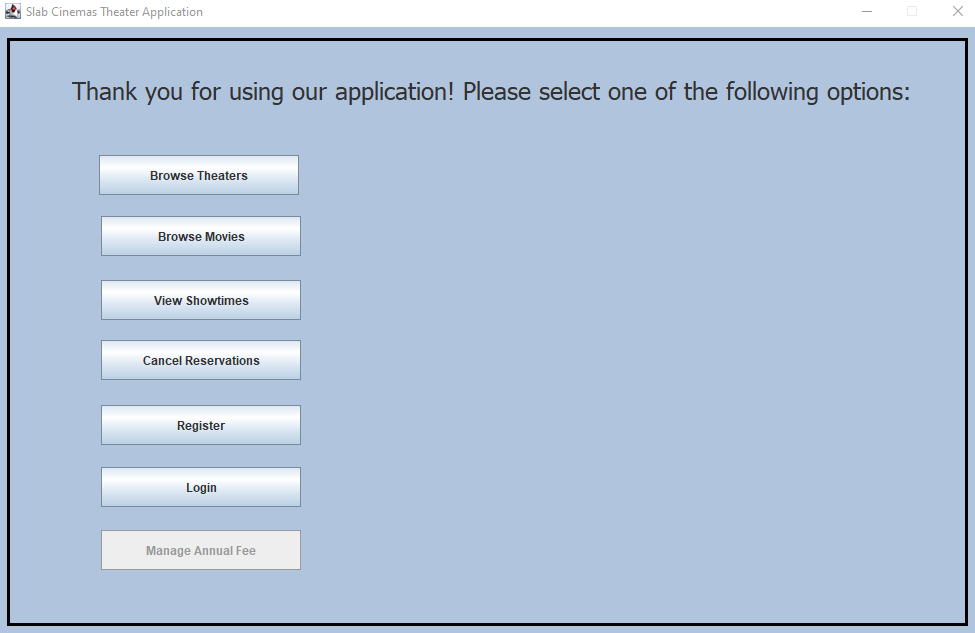 Slab Cinemas Theater Application
Thank you for using our application! Please select one of the following options:
Browse Theaters
Browse Movies
View Showtimes
Cancel Reservations
Register
Login
Manage Annual Fee